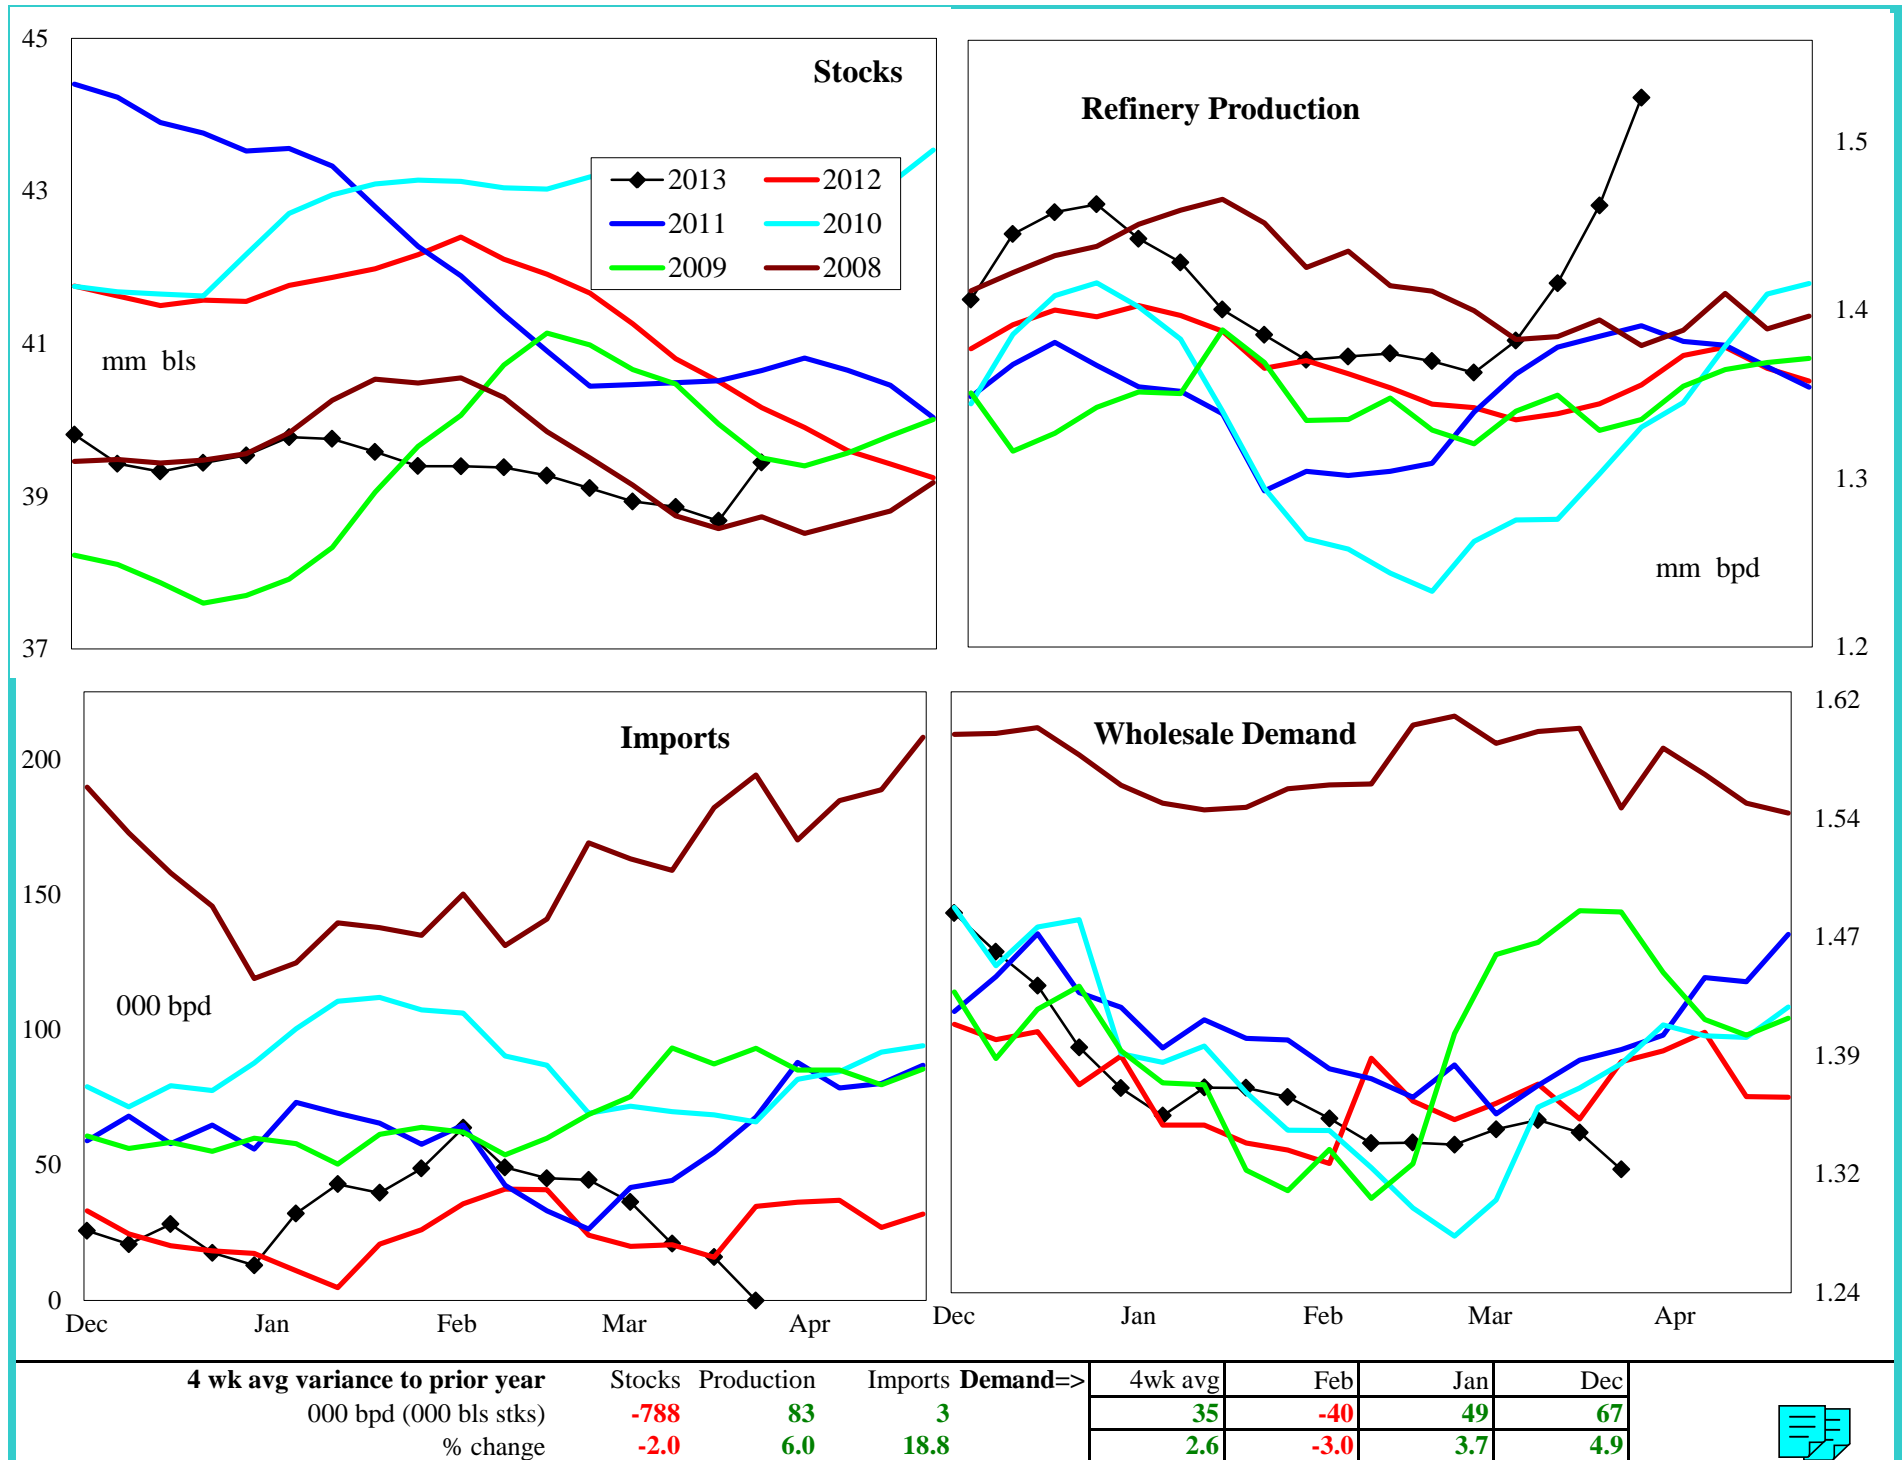 Stocks
45
43
41
39
37
mm bls
2013 2012
2011 2010
2009 2008
Refinery Production
1.5
1.4
1.3
1.2
mm bpd
Imports
200
150
100
50
0
000 bpd
Dec Jan Feb Mar Apr
Wholesale Demand
1.62
1.54
1.47
1.39
1.32
1.24
Dec Jan Feb Mar Apr
4 wk avg variance to prior year Stocks Production Imports Demand=> 4wk avg Feb Jan Dec
000 bpd (000 bls stks) -788 83 3 35 -40 49 67
% change -2.0 6.0 18.8 2.6 -3.0 3.7 4.9